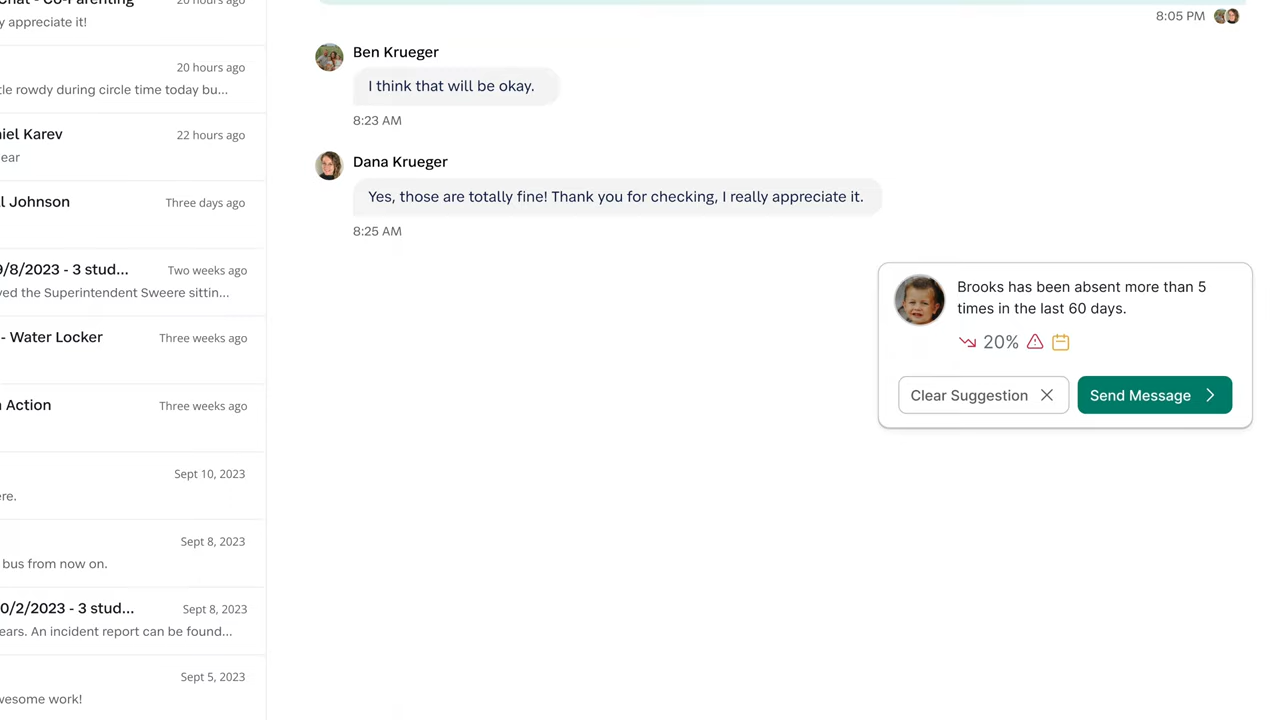 Chat - Co-Parenting
20 hours ago
y appreciate it!
20 hours ago
tle rowdy during circle time today bu...
niel Karev
22 hours ago
ear
ll Johnson
Three days ago
9/8/2023 - 3 stud...
Two weeks ago
ved the Superintendent Sweere sittin...
- Water Locker
Three weeks ago
n Action
Three weeks ago
Sept 10, 2023
ere.
Sept 8, 2023
bus from now on.
0/2/2023 - 3 stud...
Sept 8, 2023
ears. An incident report can be found...
Sept 5, 2023
wesome work!
8:05 PM
Ben Krueger
I think that will be okay.
8:23 AM
Dana Krueger
Yes, those are totally fine! Thank you for checking, I really appreciate it.
8:25 AM
Brooks has been absent more than 5
times in the last 60 days.
20%
Clear Suggestion
Send Message